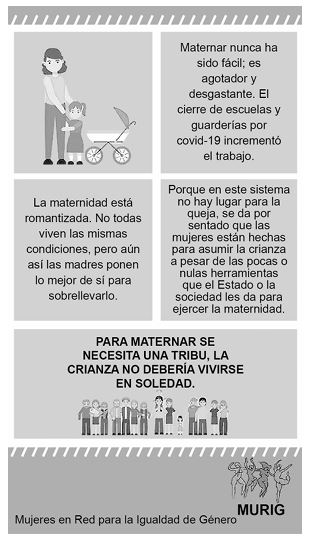 Maternar nunca ha
sido fácil; es
agotador y
desgastante. El
cierre de escuelas y
guarderías por
covid-19 incrementó
el trabajo.
La maternidad está
romantizada. No todas
viven las mismas
condiciones, pero aún
así las madres ponen
lo mejor de sí para
sobrellevarlo.
Porque en este sistema
no hay lugar para la
queja, se da por
sentado que las
mujeres están hechas
para asumir la crianza
a pesar de las pocas o
nulas herramientas
que el Estado o la
sociedad les da para
ejercer la maternidad.
PARA MATERNAR SE
NECESITA UNA TRIBU, LA
CRIANZA NO DEBERÍA VIVIRSE
EN SOLEDAD.
MURIG
Mujeres en Red para la Igualdad de Género